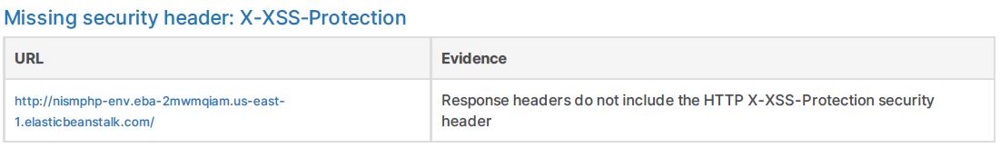 Missing security header: X-XSS-Protection
URL
Evidence
http://nismphp-env.eba-2mwmqiam.us-east-
1.elasticbeanstalk.com/
Response headers do not include the HTTP X-XSS-Protection security
header